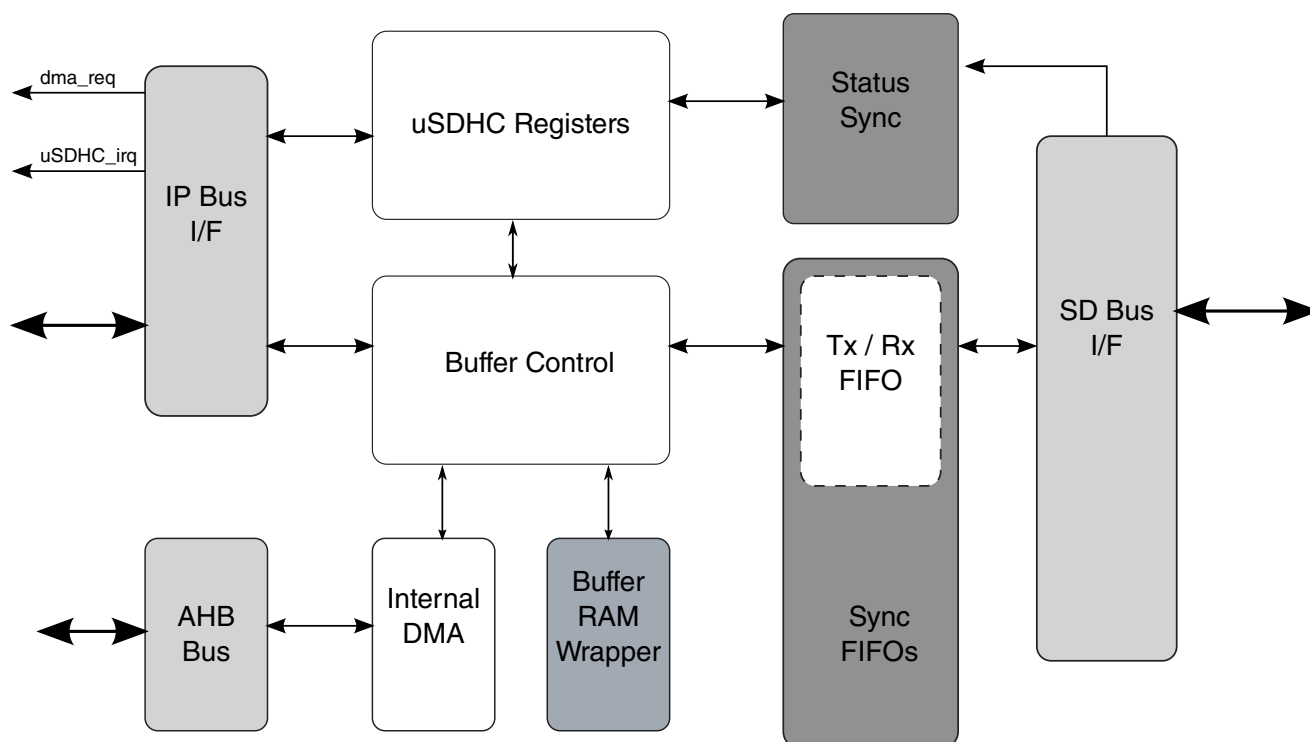 dma_req
uSDHC_irq
IP Bus
I/F
uSDHC Registers
Status
Sync
Buffer Control
Tx / Rx
FIFO
SD Bus
I/F
AHB
Bus
Internal
DMA
Buffer
RAM
Wrapper
Sync
FIFOs